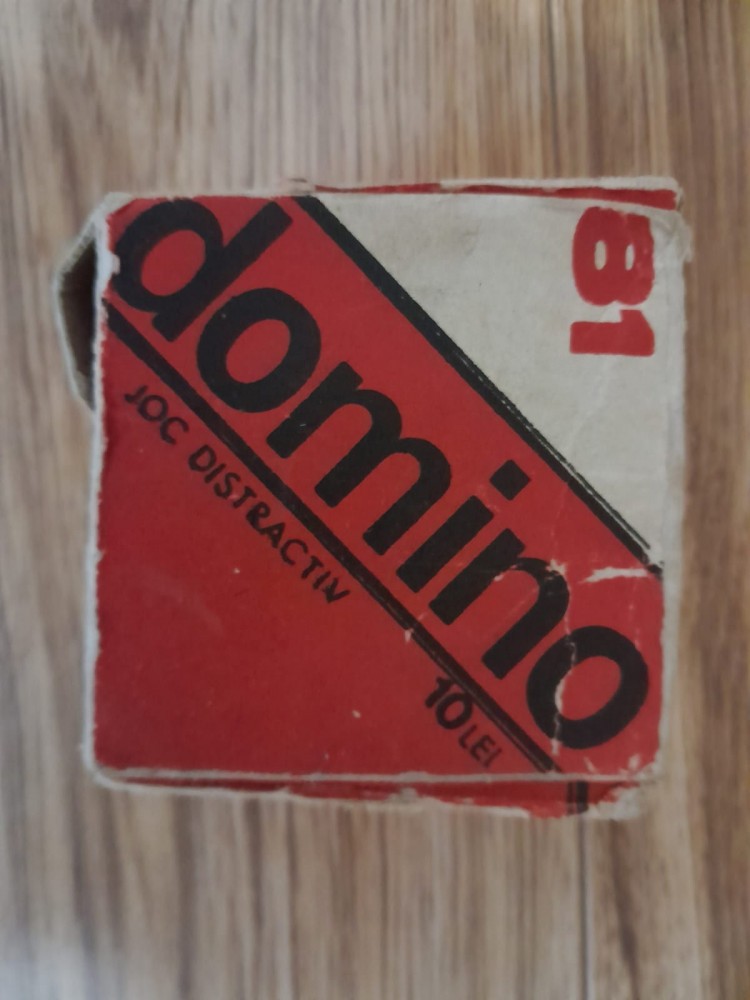 domino
JOC DISTRACTIV
10 LEI
81